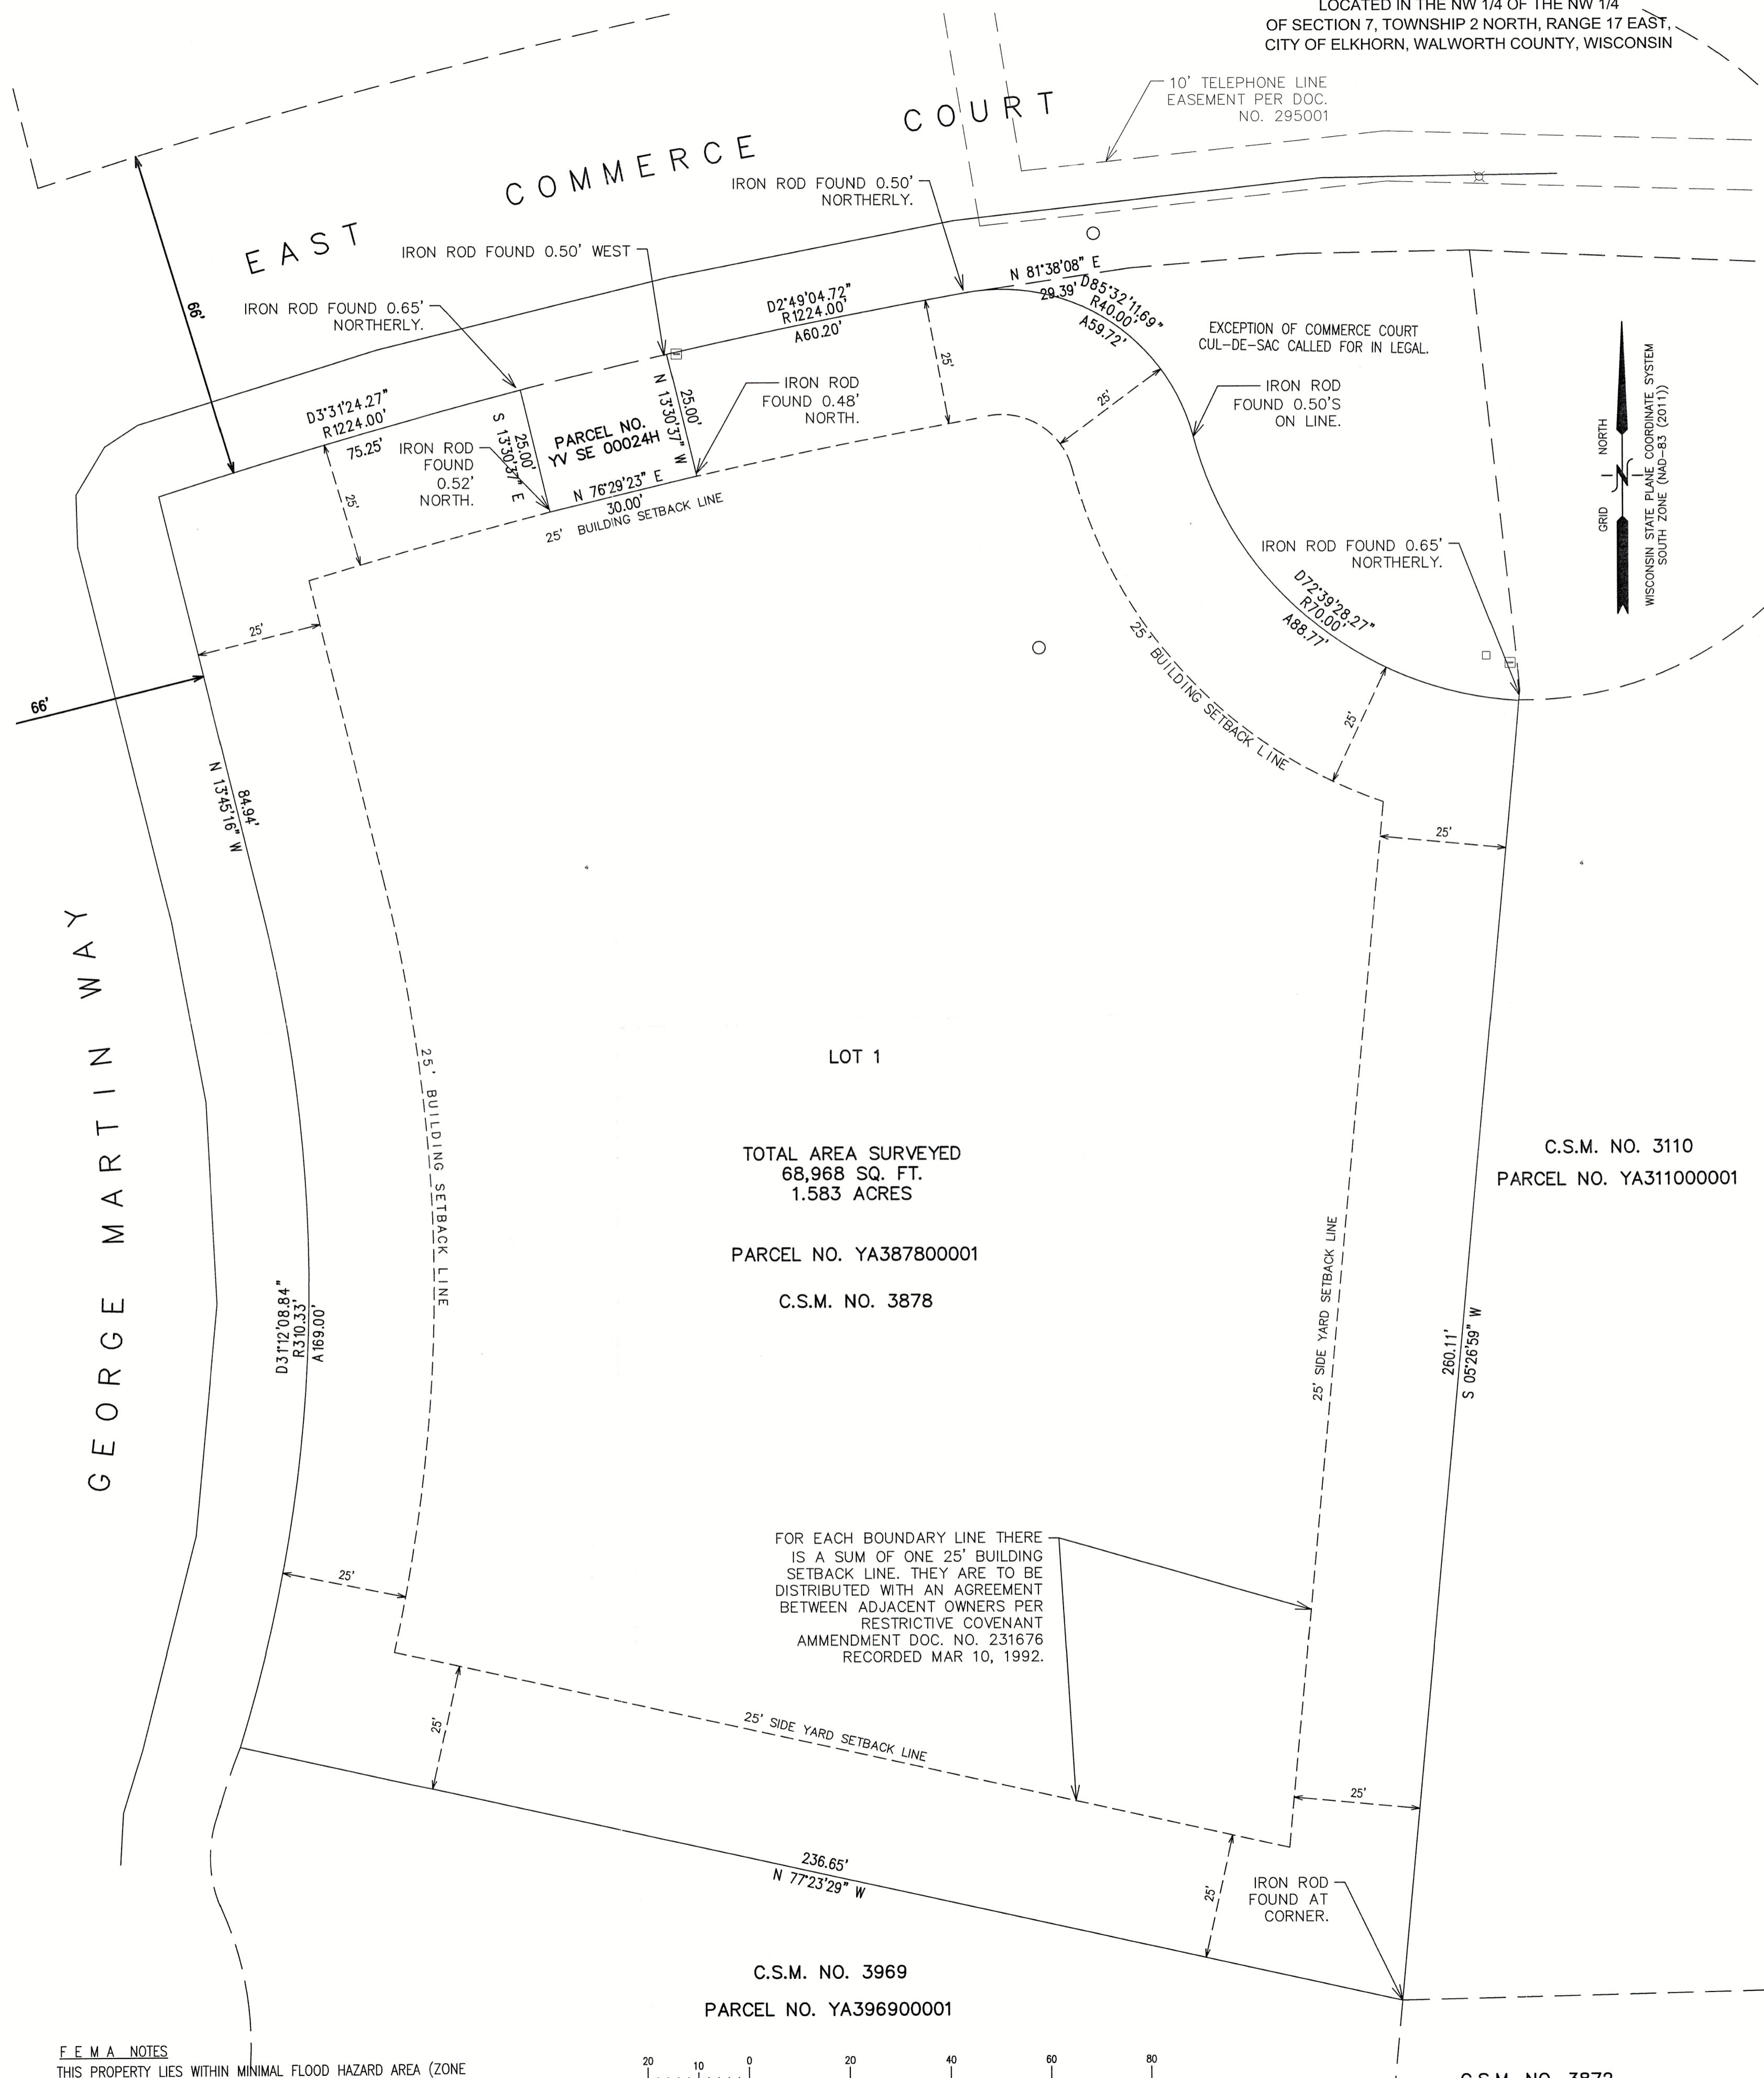 LOCATED IN THE NW 1/4 OF THE NW 1/4
OF SECTION 7, TOWNSHIP 2 NORTH, RANGE 17 EAST,
CITY OF ELKHORN, WALWORTH COUNTY, WISCONSIN
10' TELEPHONE LINE
EASEMENT PER DOC.
NO. 295001
EAST COMMERCE COURT
IRON ROD FOUND 0.50'
NORTHERLY.
IRON ROD FOUND 0.50' WEST
IRON ROD FOUND 0.65'
NORTHERLY.
66'
N 81°38'08" E
29.39'
D85°32'11.69"
R40.00'
A59.72'
D2°49'04.72"
R1224.00'
A60.20'
EXCEPTION OF COMMERCE COURT
CUL-DE-SAC CALLED FOR IN LEGAL.
IRON ROD
FOUND 0.50'S
ON LINE.
25'
25'
IRON ROD
FOUND 0.48'
NORTH.
D3°31'24.27"
R1224.00'
75.25'
IRON ROD
FOUND
0.52'
NORTH.
25.00'
S 13°30'37" E
PARCEL NO.
YV SE 00024H
25.00'
N 13°30'37" W
N 76°29'23" E
30.00'
25' BUILDING SETBACK LINE
25'
GRID NORTH
N
WISCONSIN STATE PLANE COORDINATE SYSTEM
SOUTH ZONE (NAD-83 (2011))
IRON ROD FOUND 0.65'
NORTHERLY.
D72°39'28.27"
R70.00'
A88.77'
25' BUILDING SETBACK LINE
25'
25'
66'
84.94'
N 13°45'16" W
25'
GEORGE MARTIN WAY
25' BUILDING SETBACK LINE
LOT 1
TOTAL AREA SURVEYED
68,968 SQ. FT.
1.583 ACRES
PARCEL NO. YA387800001
C.S.M. NO. 3878
C.S.M. NO. 3110
PARCEL NO. YA311000001
25' SIDE YARD SETBACK LINE
260.11'
S 05°26'59" W
D31°12'08.84"
R310.33'
A169.00'
FOR EACH BOUNDARY LINE THERE
IS A SUM OF ONE 25' BUILDING
SETBACK LINE. THEY ARE TO BE
DISTRIBUTED WITH AN AGREEMENT
BETWEEN ADJACENT OWNERS PER
RESTRICTIVE COVENANT
AMMENDMENT DOC. NO. 231676
RECORDED MAR 10, 1992.
25'
25'
25' SIDE YARD SETBACK LINE
25'
25'
236.65'
N 77°23'29" W
IRON ROD
FOUND AT
CORNER.
C.S.M. NO. 3969
PARCEL NO. YA396900001
F E M A NOTES
THIS PROPERTY LIES WITHIN MINIMAL FLOOD HAZARD AREA (ZONE
20 10 0 20 40 60 80
C.S.M. NO. 3872